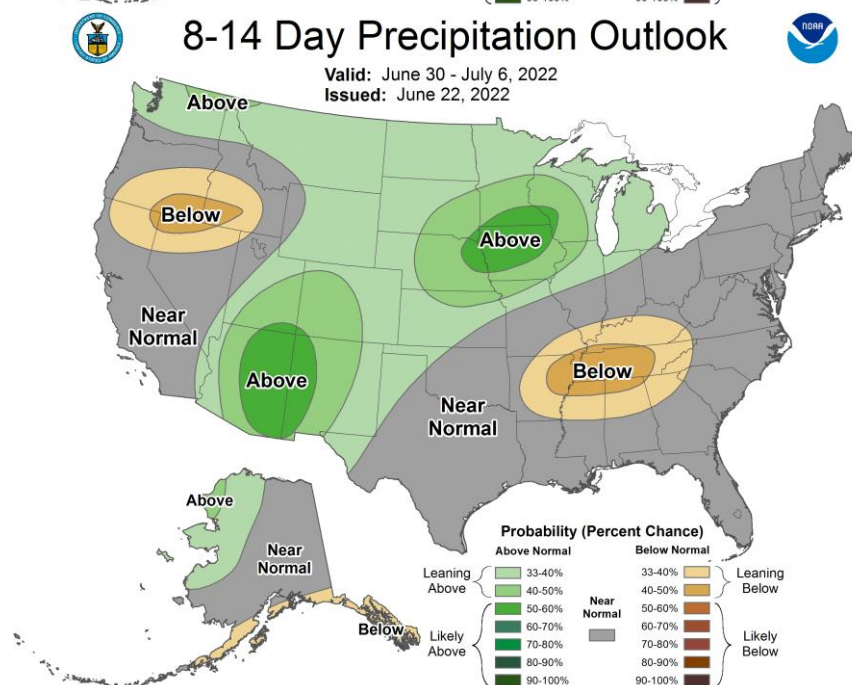 8-14 Day Precipitation Outlook
NOAA
Valid: June 30 - July 6, 2022
Issued: June 22, 2022
Above
Below
Above
Near
Normal
Above
Below
Near
Normal
Above
Near
Normal
Below
Probability (Percent Chance)
Above Normal
Below Normal
Leaning
Above
33-40%
40-50%
Likely
Above
50-60%
60-70%
70-80%
80-90%
90-100%
Near
Normal
33-40%
40-50%
Leaning
Below
50-60%
60-70%
70-80%
80-90%
90-100%
Likely
Below